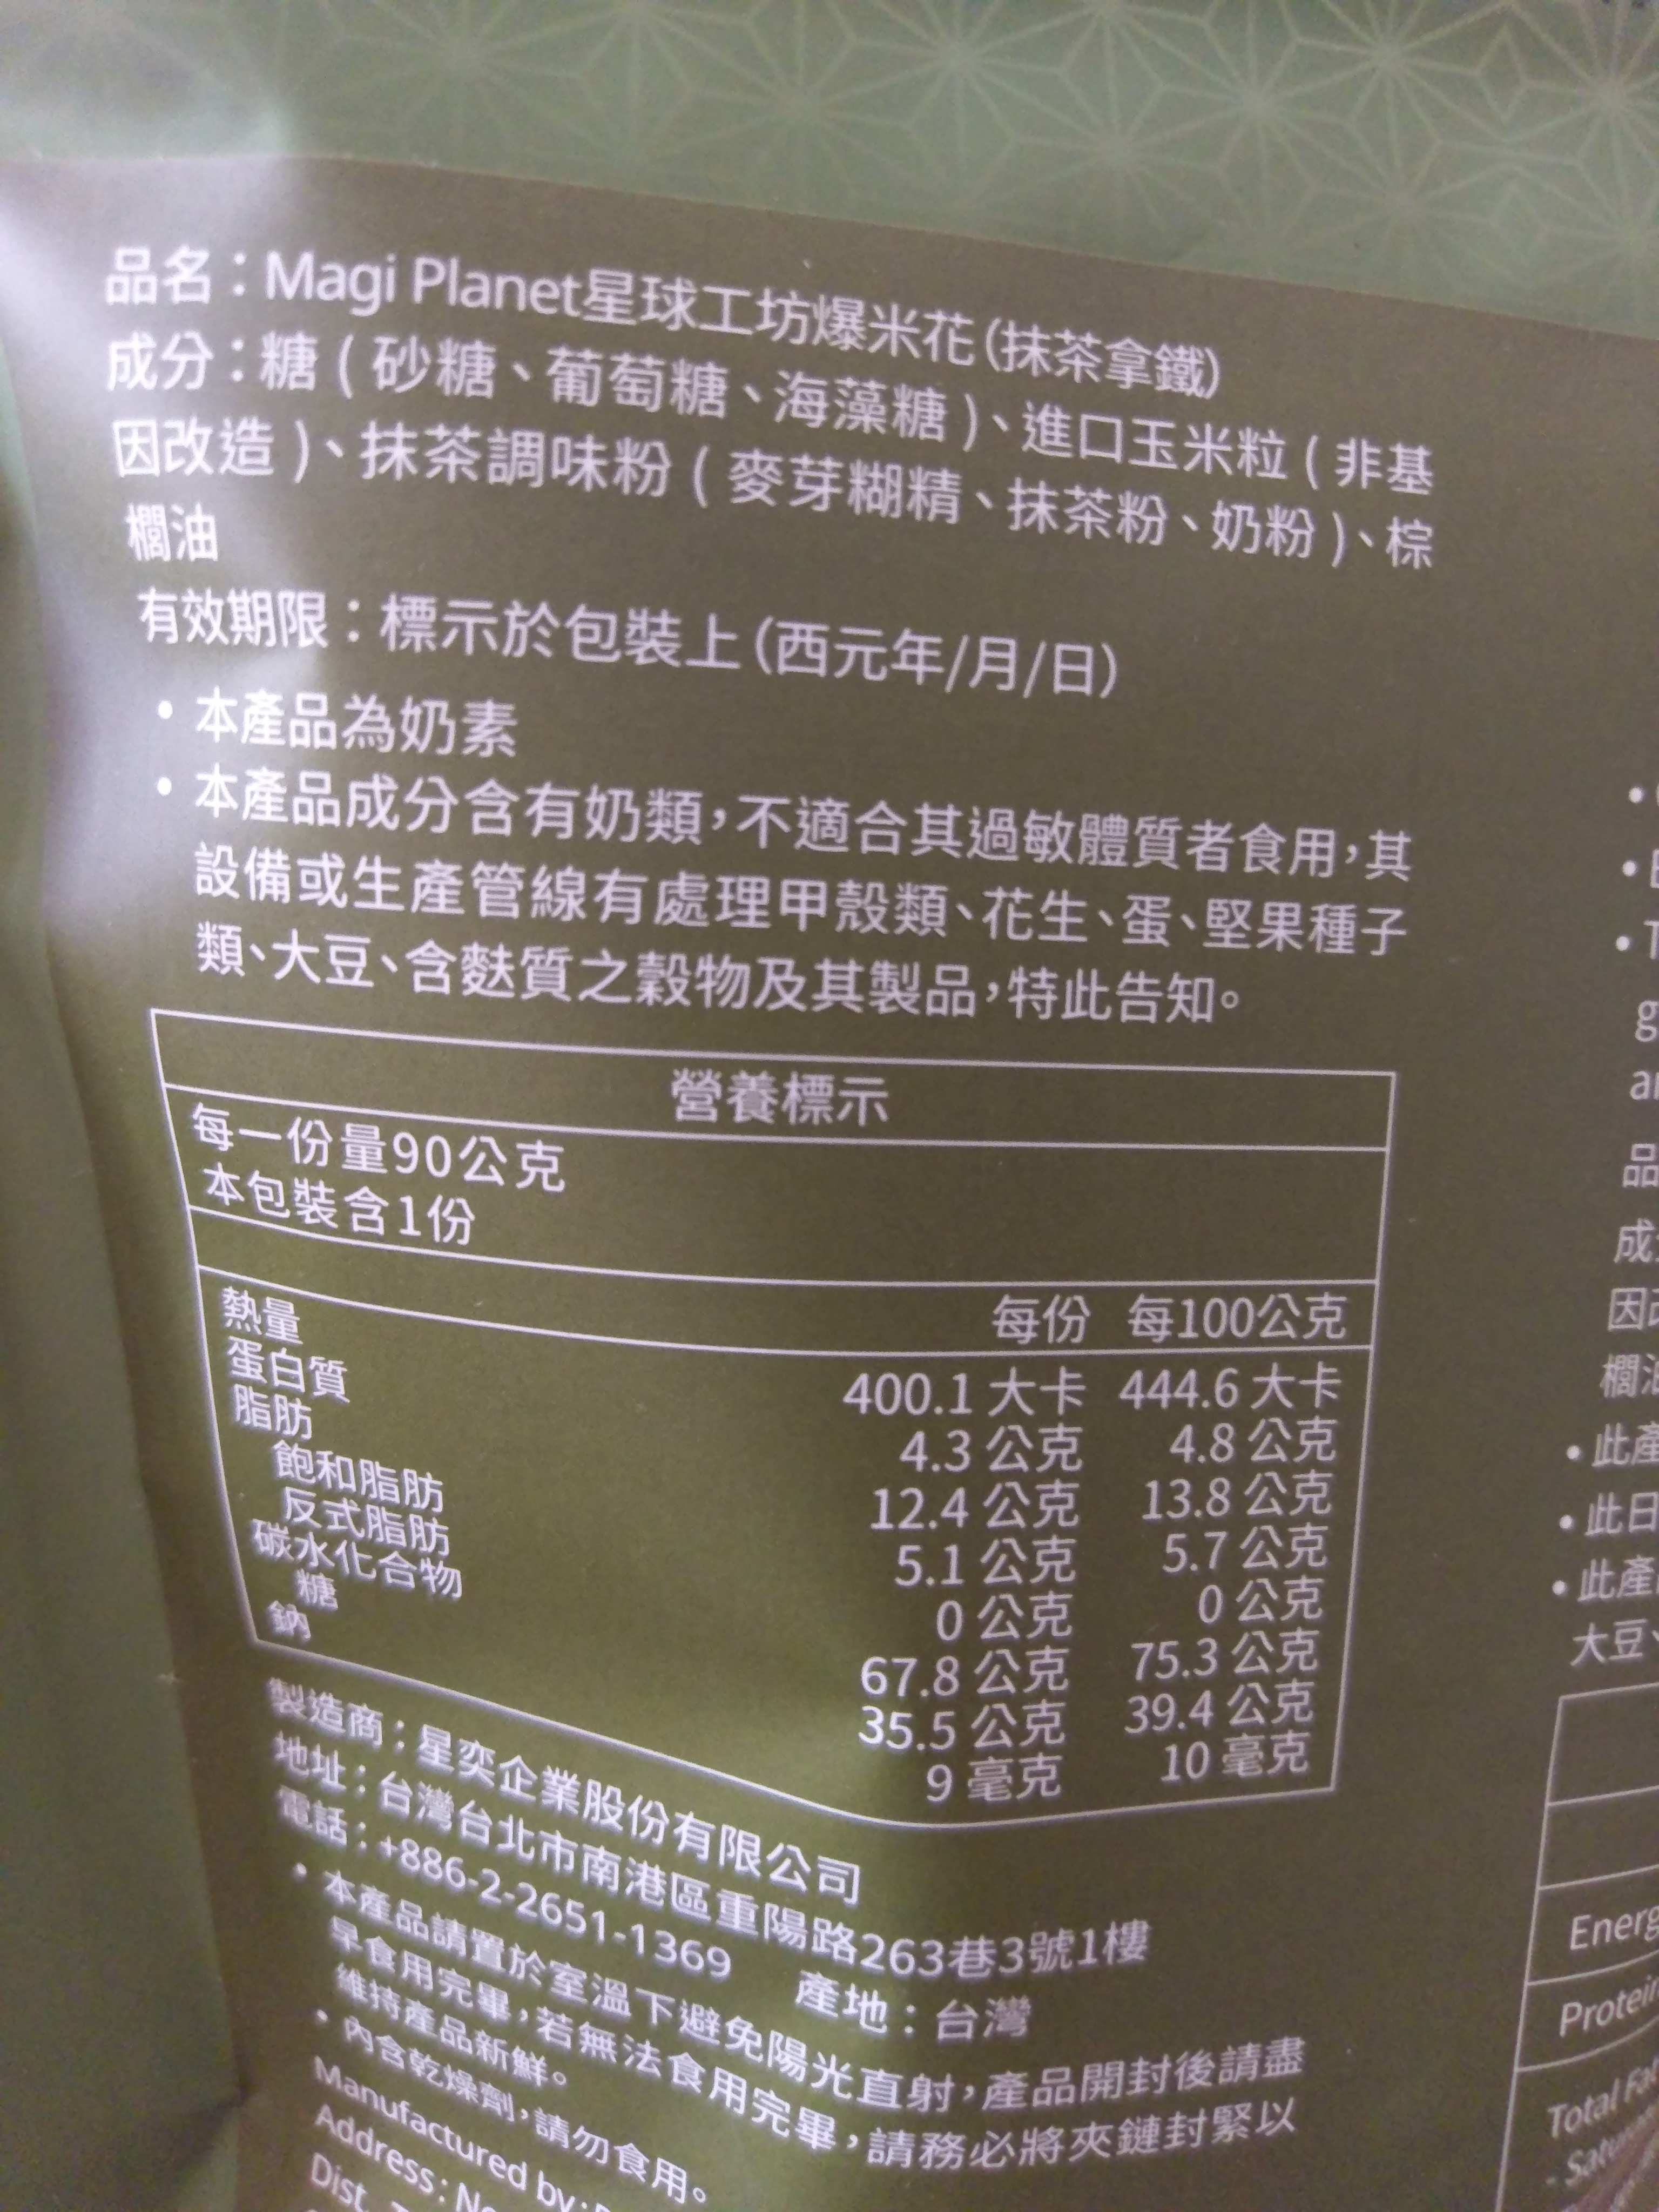 品名：Magi Planet星球工坊爆米花(抹茶拿鐵)
成分：糖(砂糖、葡萄糖、海藻糖)、進口玉米粒(非基
因改造)、抹茶調味粉(麥芽糊精、抹茶粉、奶粉)、棕
櫚油
有效期限：標示於包裝上(西元年/月/日)
•本產品為奶素
•本產品成分含有奶類，不適合其過敏體質者食用，其
設備或生產管線有處理甲殼類、花生、蛋、堅果種子
類、大豆、含麩質之穀物及其製品，特此告知。
營養標示
每一份量90公克
本包裝含1份
每份 每100公克
熱量 400.1 大卡 444.6 大卡
蛋白質 4.3 公克 4.8 公克
脂肪 12.4 公克 13.8 公克
飽和脂肪 5.1 公克 5.7 公克
反式脂肪 0 公克 0 公克
碳水化合物 67.8 公克 75.3 公克
糖 35.5 公克 39.4 公克
鈉 9 毫克 10 毫克
製造商：星奕企業股份有限公司
地址：台灣台北市南港區重陽路263巷3號1樓
電話：+886-2-2651-1369 產地：台灣
•本產品請置於室溫下避免陽光直射，產品開封後請盡
早食用完畢，若無法食用完畢，請務必將夾鏈封緊以
維持產品新鮮。
•內含乾燥劑，請勿食用。
Manufactured by:
Address:
Dist.
品
成
因改
櫚油
•此產
•此日
•此產
大豆、
Energ
Protein
Total Fat